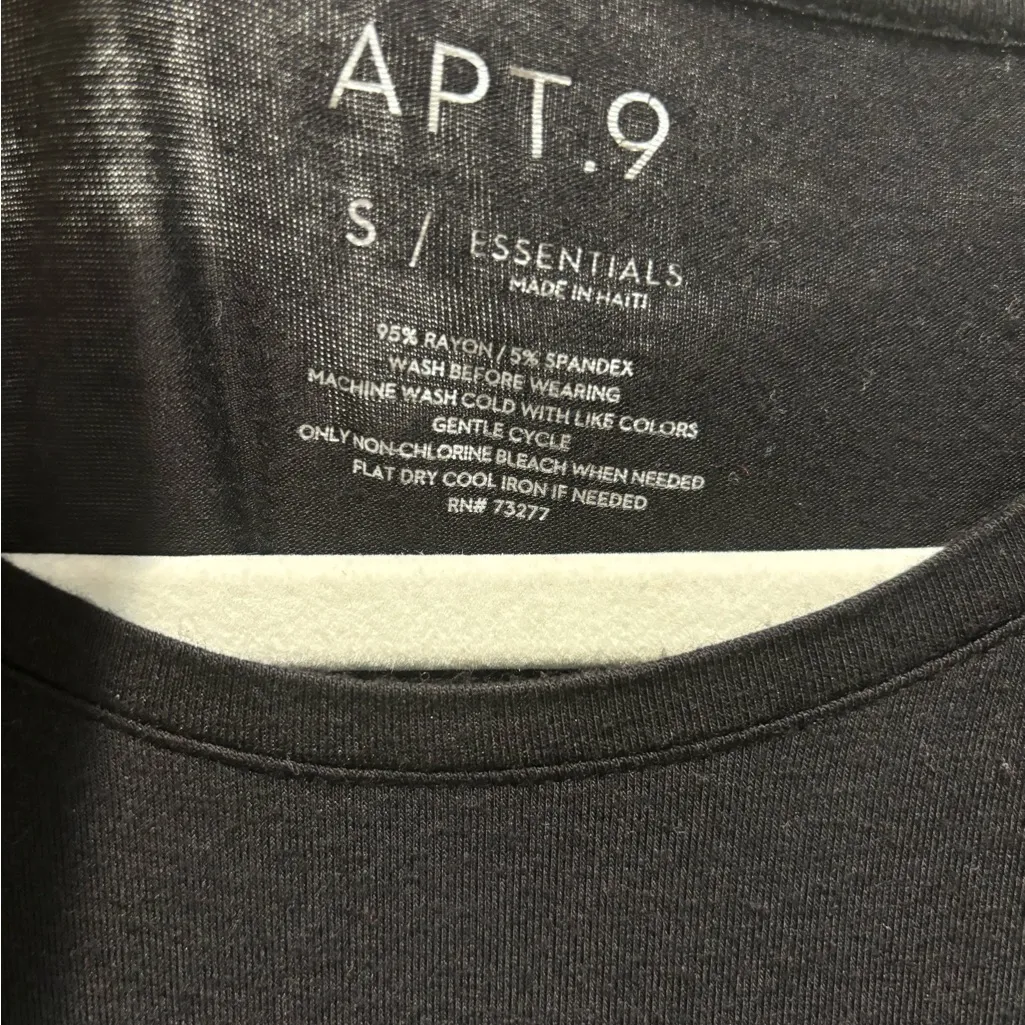 APT.9
S / ESSENTIALS
MADE IN HAITI
95% RAYON / 5% SPANDEX
WASH BEFORE WEARING
MACHINE WASH COLD WITH LIKE COLORS
GENTLE CYCLE
ONLY NON-CHLORINE BLEACH WHEN NEEDED
FLAT DRY COOL IRON IF NEEDED
RN# 73277